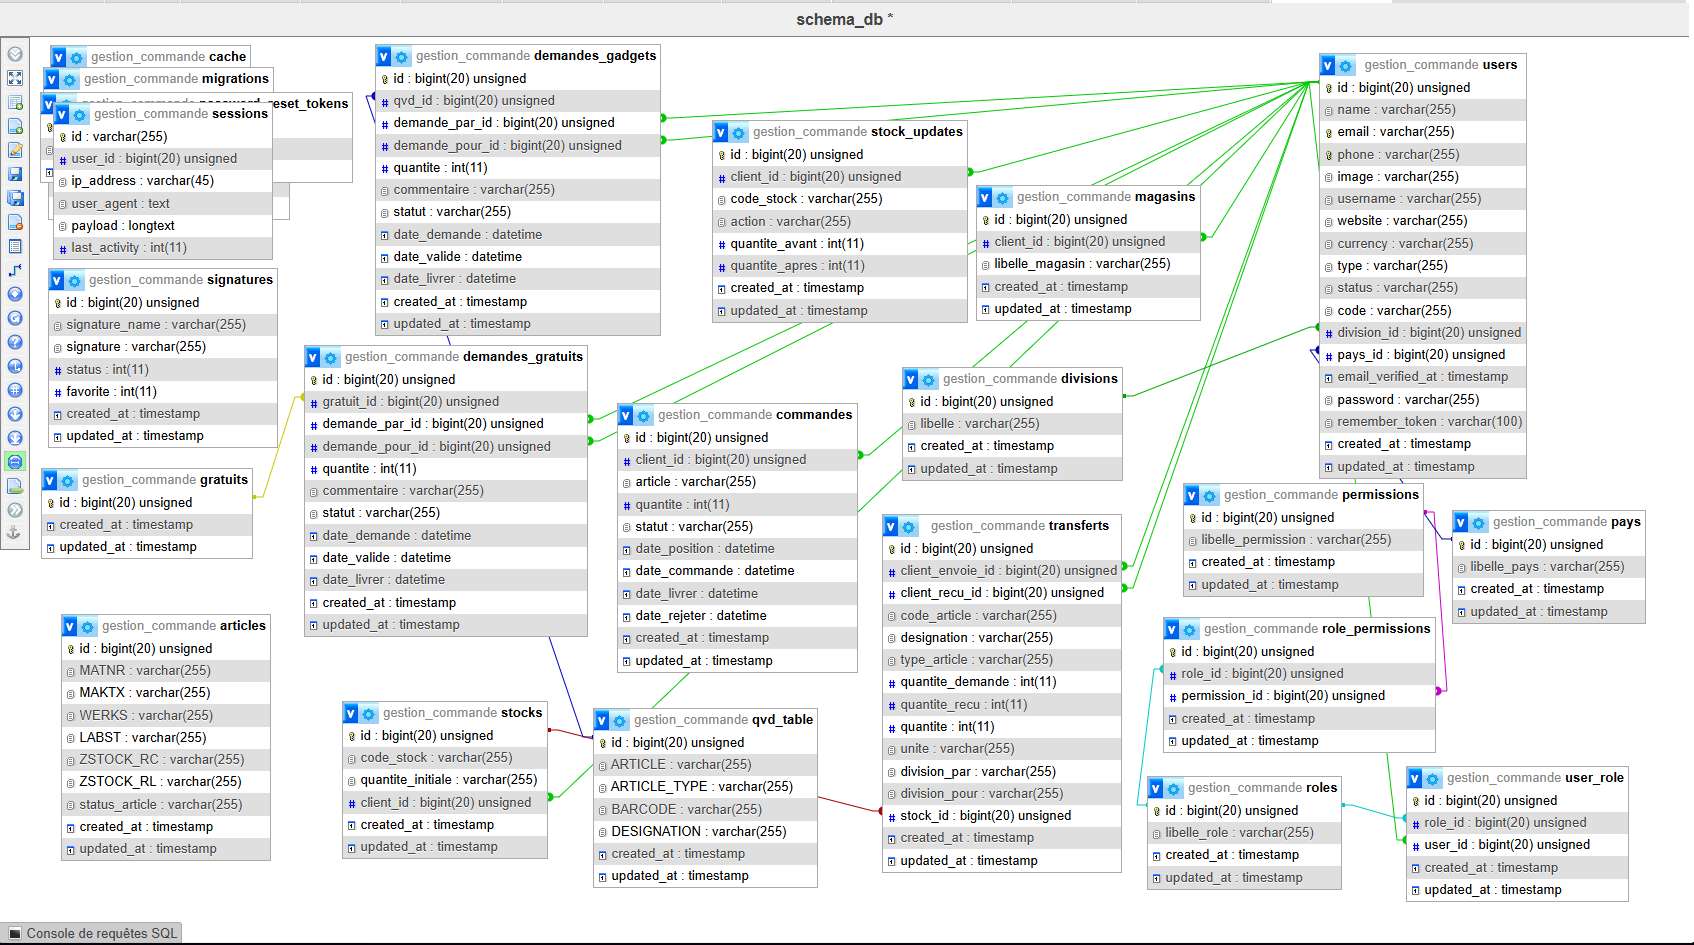 schema_db *
gestion_commande cache
gestion_commande migrations
reset_tokens
gestion_commande sessions
id : varchar(255)
user_id : bigint(20) unsigned
ip_address : varchar(45)
user_agent : text
payload : longtext
last_activity : int(11)
gestion_commande signatures
id : bigint(20) unsigned
signature_name : varchar(255)
signature : varchar(255)
status : int(11)
favorite : int(11)
created_at : timestamp
updated_at : timestamp
gestion_commande gratuits
id : bigint(20) unsigned
created_at : timestamp
updated_at : timestamp
gestion_commande articles
id : bigint(20) unsigned
MATNR : varchar(255)
MAKTX : varchar(255)
WERKS : varchar(255)
LABST : varchar(255)
ZSTOCK_RC : varchar(255)
ZSTOCK_RL : varchar(255)
status_article : varchar(255)
created_at : timestamp
updated_at : timestamp
gestion_commande demandes_gadgets
id : bigint(20) unsigned
qvd_id : bigint(20) unsigned
demande_par_id : bigint(20) unsigned
demande_pour_id : bigint(20) unsigned
quantite : int(11)
commentaire : varchar(255)
statut : varchar(255)
date_demande : datetime
date_valide : datetime
date_livrer : datetime
created_at : timestamp
updated_at : timestamp
gestion_commande demandes_gratuits
id : bigint(20) unsigned
gratuit_id : bigint(20) unsigned
demande_par_id : bigint(20) unsigned
demande_pour_id : bigint(20) unsigned
quantite : int(11)
commentaire : varchar(255)
statut : varchar(255)
date_demande : datetime
date_valide : datetime
date_livrer : datetime
created_at : timestamp
updated_at : timestamp
gestion_commande stocks
id : bigint(20) unsigned
code_stock : varchar(255)
quantite_initiale : varchar(255)
client_id : bigint(20) unsigned
created_at : timestamp
updated_at : timestamp
gestion_commande stock_updates
id : bigint(20) unsigned
client_id : bigint(20) unsigned
code_stock : varchar(255)
action : varchar(255)
quantite_avant : int(11)
quantite_apres : int(11)
created_at : timestamp
updated_at : timestamp
gestion_commande commandes
id : bigint(20) unsigned
client_id : bigint(20) unsigned
article : varchar(255)
quantite : int(11)
statut : varchar(255)
date_position : datetime
date_commande : datetime
date_livrer : datetime
date_rejeter : datetime
created_at : timestamp
updated_at : timestamp
gestion_commande qvd_table
id : bigint(20) unsigned
ARTICLE : varchar(255)
ARTICLE_TYPE : varchar(255)
BARCODE : varchar(255)
DESIGNATION : varchar(255)
created_at : timestamp
updated_at : timestamp
gestion_commande magasins
id : bigint(20) unsigned
client_id : bigint(20) unsigned
libelle_magasin : varchar(255)
created_at : timestamp
updated_at : timestamp
gestion_commande divisions
id : bigint(20) unsigned
libelle : varchar(255)
created_at : timestamp
updated_at : timestamp
gestion_commande transferts
id : bigint(20) unsigned
client_envoie_id : bigint(20) unsigned
client_recu_id : bigint(20) unsigned
code_article : varchar(255)
designation : varchar(255)
type_article : varchar(255)
quantite_demande : int(11)
quantite_recu : int(11)
quantite : int(11)
unite : varchar(255)
division_par : varchar(255)
division_pour : varchar(255)
stock_id : bigint(20) unsigned
created_at : timestamp
updated_at : timestamp
gestion_commande users
id : bigint(20) unsigned
name : varchar(255)
email : varchar(255)
phone : varchar(255)
image : varchar(255)
username : varchar(255)
website : varchar(255)
currency : varchar(255)
type : varchar(255)
status : varchar(255)
code : varchar(255)
division_id : bigint(20) unsigned
pays_id : bigint(20) unsigned
email_verified_at : timestamp
password : varchar(255)
remember_token : varchar(100)
created_at : timestamp
updated_at : timestamp
gestion_commande permissions
id : bigint(20) unsigned
libelle_permission : varchar(255)
created_at : timestamp
updated_at : timestamp
gestion_commande pays
id : bigint(20) unsigned
libelle_pays : varchar(255)
created_at : timestamp
updated_at : timestamp
gestion_commande role_permissions
id : bigint(20) unsigned
role_id : bigint(20) unsigned
permission_id : bigint(20) unsigned
created_at : timestamp
updated_at : timestamp
gestion_commande roles
id : bigint(20) unsigned
libelle_role : varchar(255)
created_at : timestamp
updated_at : timestamp
gestion_commande user_role
id : bigint(20) unsigned
role_id : bigint(20) unsigned
user_id : bigint(20) unsigned
created_at : timestamp
updated_at : timestamp
Console de requêtes SQL